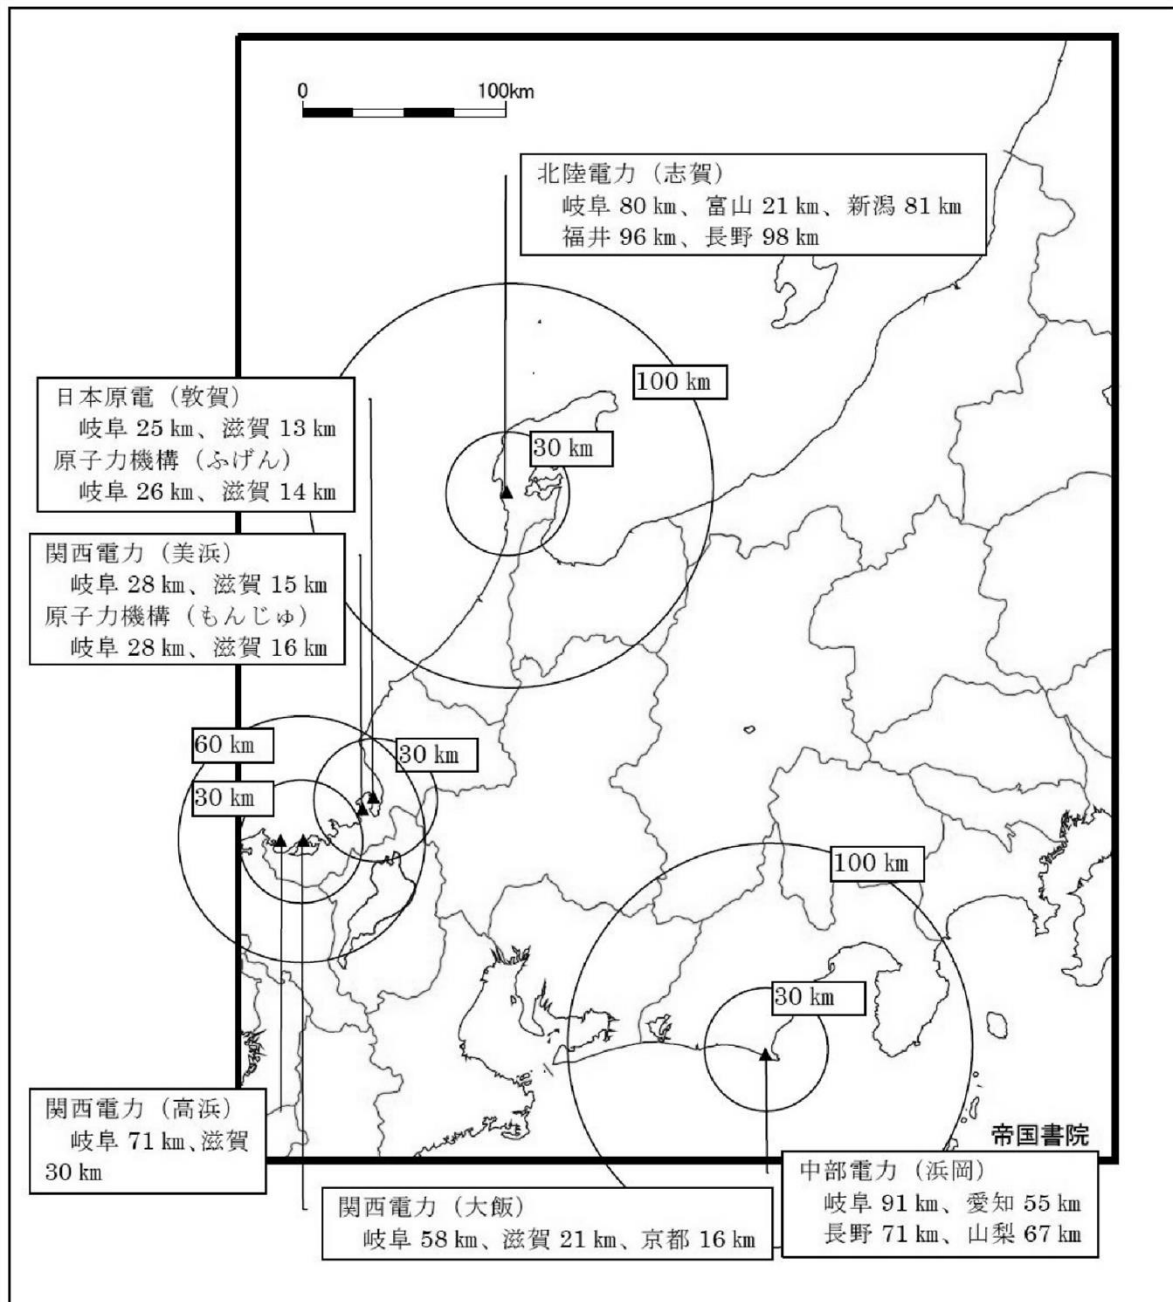 0 100km
北陸電力（志賀）
岐阜 80 ㎞、富山 21 ㎞、新潟 81 ㎞
福井 96 ㎞、長野 98 ㎞
100 ㎞
30 ㎞
日本原電（敦賀）
岐阜 25 ㎞、滋賀 13 ㎞
原子力機構（ふげん）
岐阜 26 ㎞、滋賀 14 ㎞
関西電力（美浜）
岐阜 28 ㎞、滋賀 15 ㎞
原子力機構（もんじゅ）
岐阜 28 ㎞、滋賀 16 ㎞
60 ㎞
30 ㎞
30 ㎞
100 ㎞
30 ㎞
関西電力（高浜）
岐阜 71 ㎞、滋賀
30 ㎞
帝国書院
中部電力（浜岡）
岐阜 91 ㎞、愛知 55 ㎞
長野 71 ㎞、山梨 67 ㎞
関西電力（大飯）
岐阜 58 ㎞、滋賀 21 ㎞、京都 16 ㎞